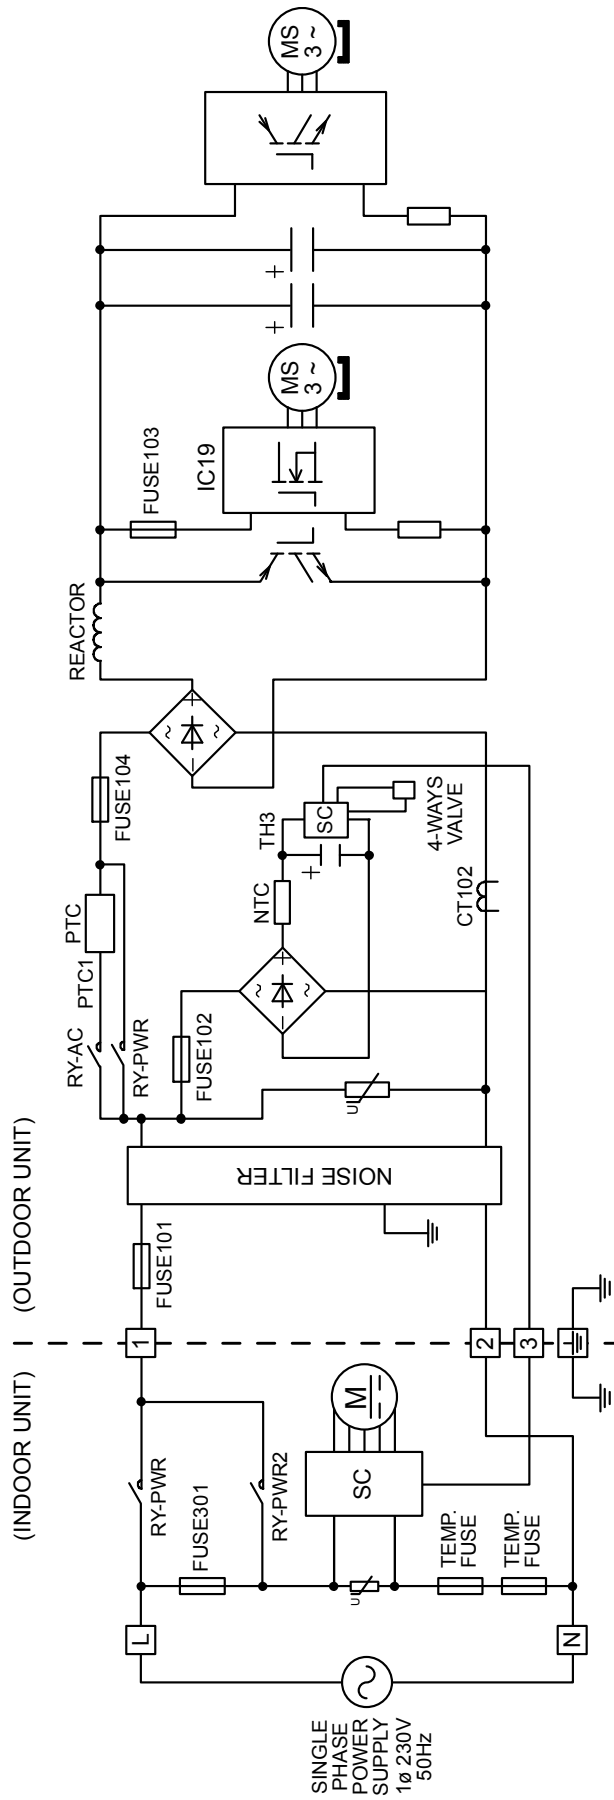 (INDOOR UNIT)
(OUTDOOR UNIT)
SINGLE
PHASE
POWER
SUPPLY
1ø 230V
50Hz
L
N
RY-PWR
FUSE301
RY-PWR2
U
SC
M
TEMP.
FUSE
TEMP.
FUSE
1
2
3
FUSE101
NOISE FILTER
RY-AC
RY-PWR
PTC1
PTC
FUSE102
U
FUSE104
~
~
+
−
NTC
+
TH3
SC
4-WAYS
VALVE
CT102
~
~
+
−
REACTOR
FUSE103
IC19
MS
3 ~
+
+
MS
3 ~